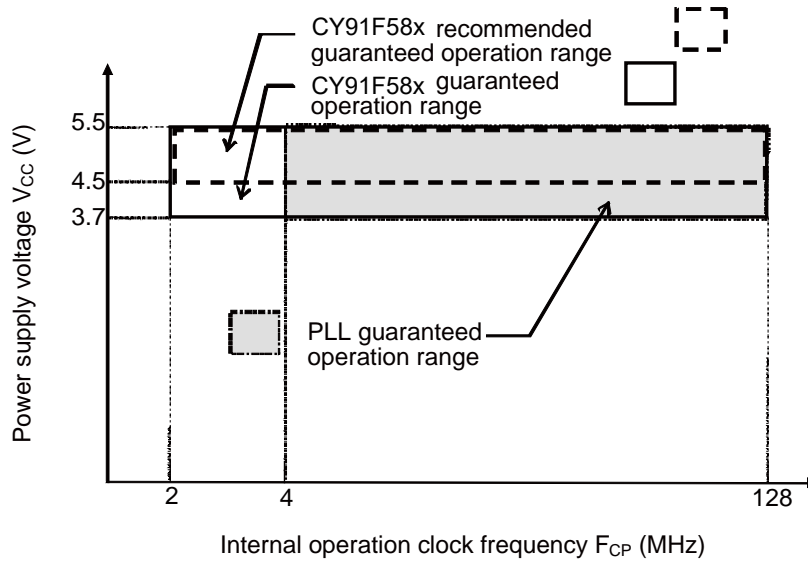 CY91F58x recommended
guaranteed operation range
CY91F58x guaranteed
operation range
5.5
4.5
3.7
Power supply voltage VCC (V)
PLL guaranteed
operation range
2
4
128
Internal operation clock frequency FCP (MHz)